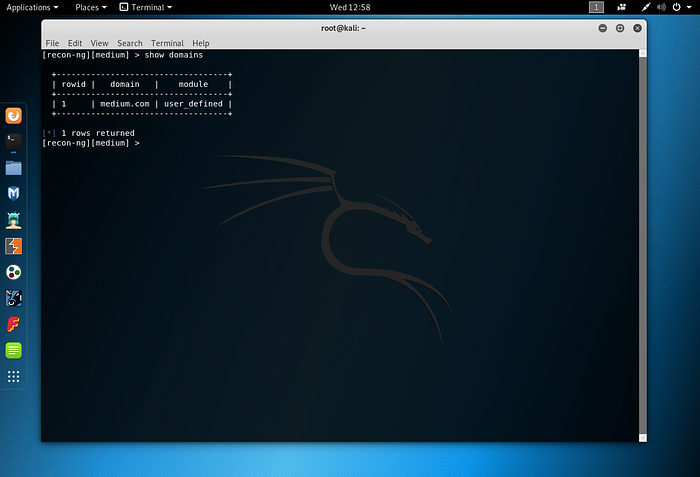 Applications Places Terminal Wed 12:58 1
root@kali: ~
File Edit View Search Terminal Help
[recon-ng][medium] > show domains
+----------------------------------+
| rowid | domain | module |
+----------------------------------+
| 1 | medium.com | user_defined |
+----------------------------------+
[*] 1 rows returned
[recon-ng][medium] >